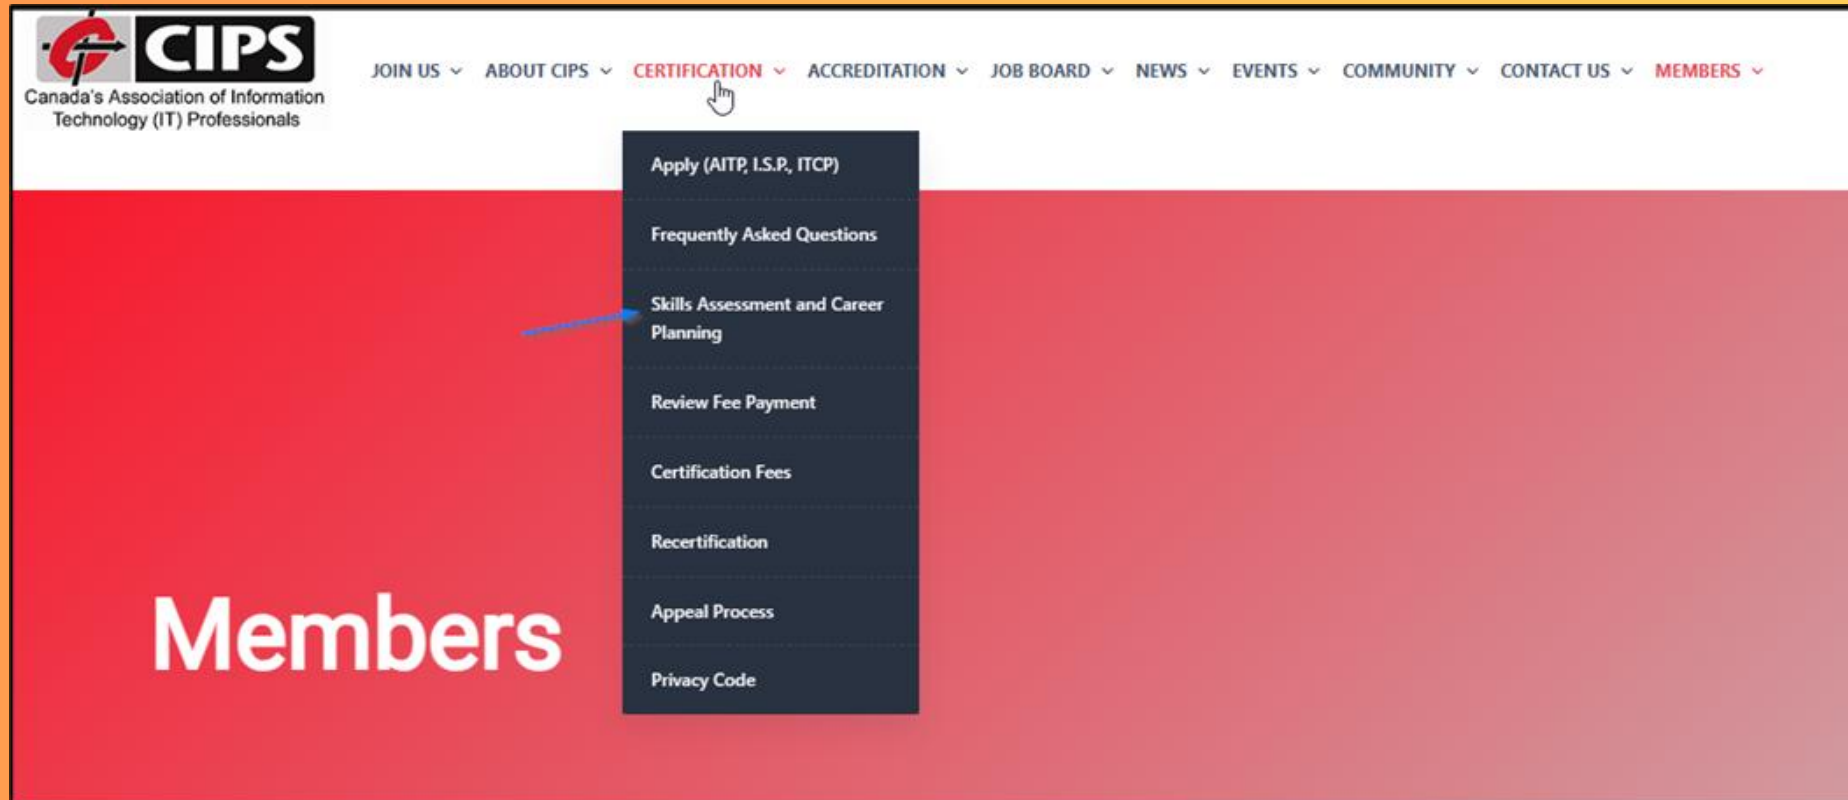 CIPS
Canada's Association of Information
Technology (IT) Professionals
JOIN US ABOUT CIPS CERTIFICATION ACCREDITATION JOB BOARD NEWS EVENTS COMMUNITY CONTACT US MEMBERS
Apply (AITP, I.S.P., ITCP)
Frequently Asked Questions
Skills Assessment and Career
Planning
Review Fee Payment
Certification Fees
Recertification
Appeal Process
Privacy Code
Members